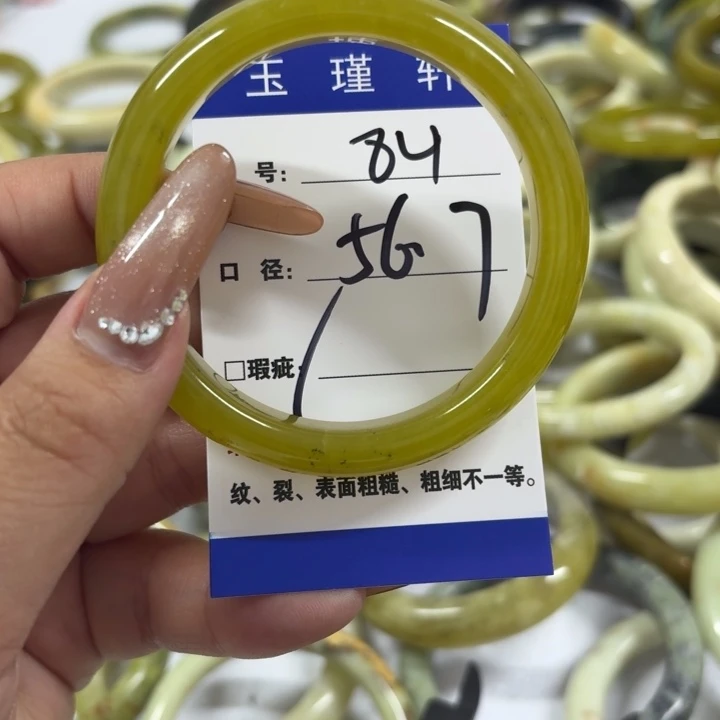 玉瑾轩
号: 84
口径: 56 7
□瑕疵:
纹、裂、表面粗糙、粗细不一等。